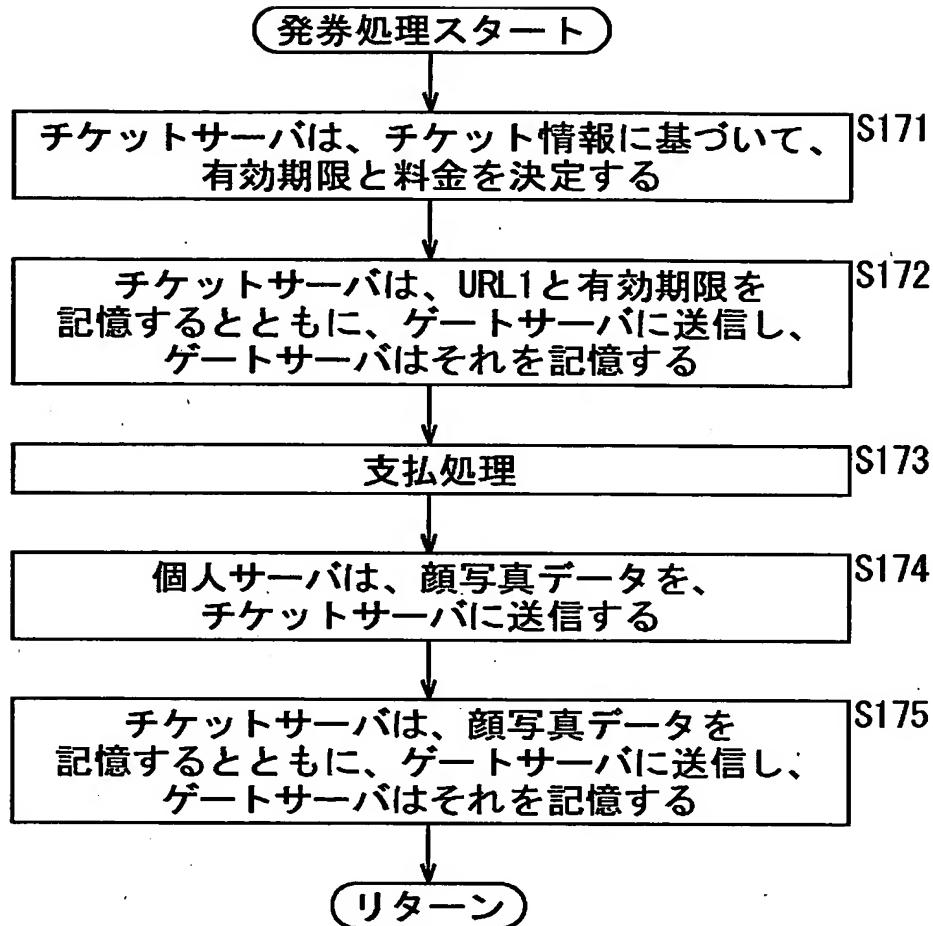 発券処理スタート
チケットサーバは、チケット情報に基づいて、
有効期限と料金を決定する
S171
チケットサーバは、URL1と有効期限を
記憶するとともに、ゲートサーバに送信し、
ゲートサーバはそれを記憶する
S172
支払処理
S173
個人サーバは、顔写真データを、
チケットサーバに送信する
S174
チケットサーバは、顔写真データを
記憶するとともに、ゲートサーバに送信し、
ゲートサーバはそれを記憶する
S175
リターン